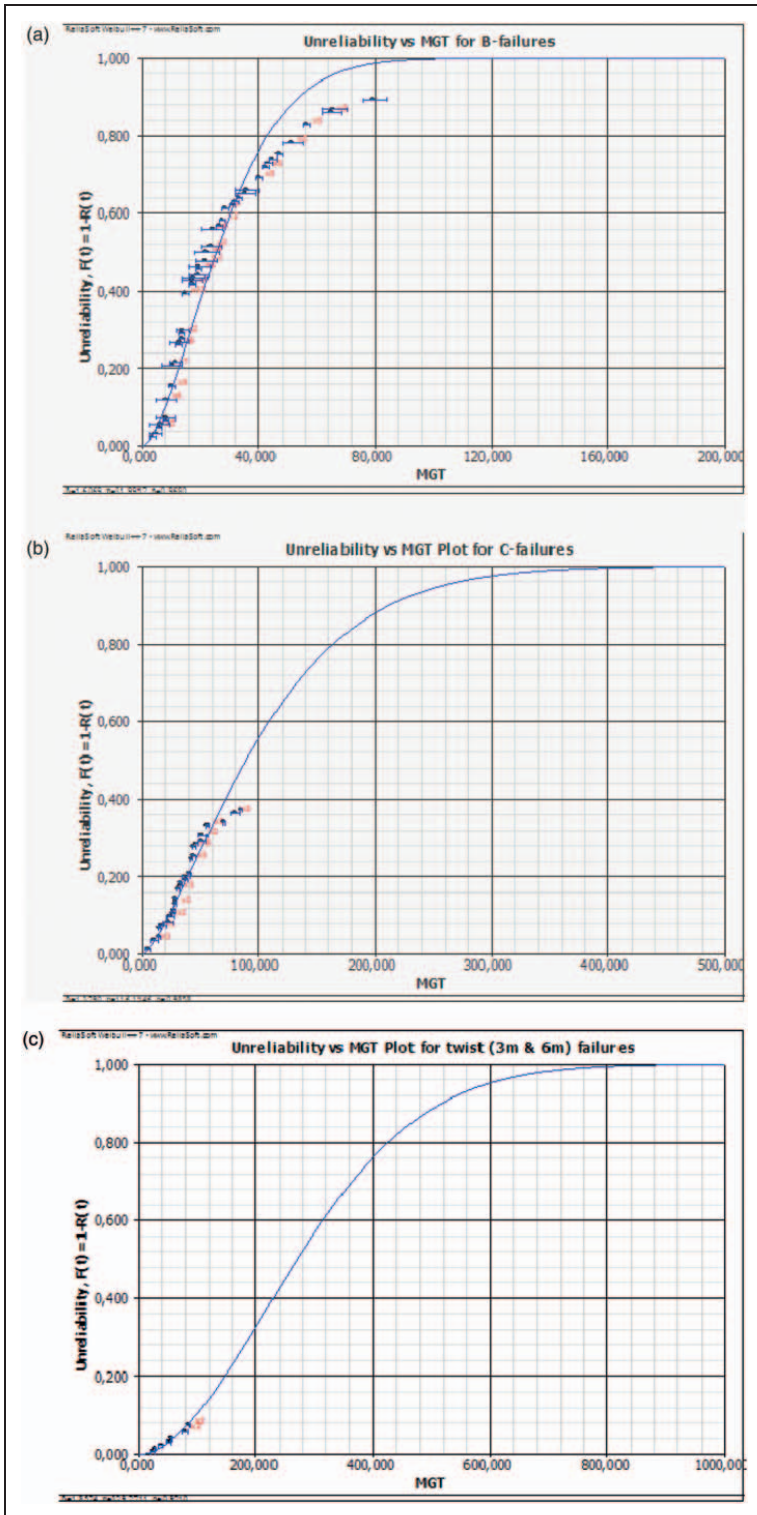 (a)
ReliaSoft Weibull++ 7 - www.ReliaSoft.com
Unreliability vs MGT for B-failures
Unreliability, F(t)=1-R(t)
1,000
0,800
0,600
0,400
0,200
0,000
0,000 40,000 80,000 120,000 160,000 200,000
MGT
(b)
ReliaSoft Weibull++ 7 - www.ReliaSoft.com
Unreliability vs MGT Plot for C-failures
Unreliability, F(t)=1-R(t)
1,000
0,800
0,600
0,400
0,200
0,000
0,000 100,000 200,000 300,000 400,000 500,000
MGT
(c)
ReliaSoft Weibull++ 7 - www.ReliaSoft.com
Unreliability vs MGT Plot for twist (3m & 6m) failures
Unreliability, F(t)=1-R(t)
1,000
0,800
0,600
0,400
0,200
0,000
0,000 200,000 400,000 600,000 800,000 1000,000
MGT